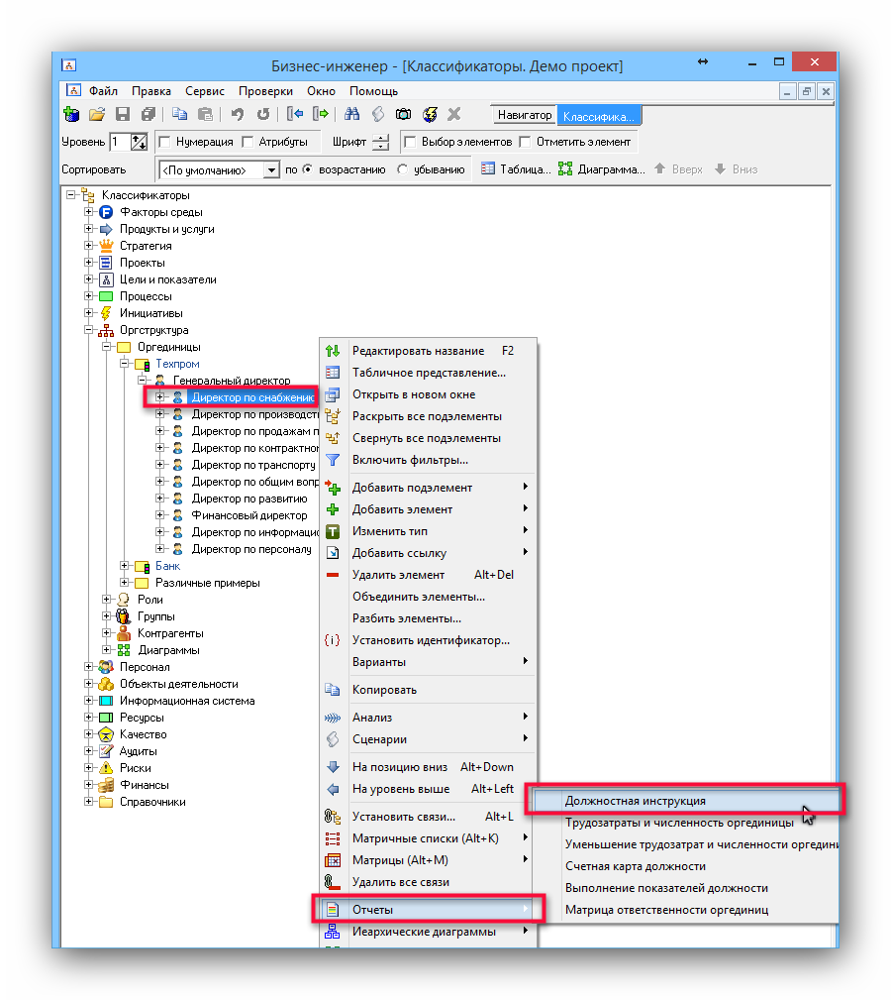 Бизнес-инженер - [Классификаторы. Демо проект]
Файл Правка Сервис Проверки Окно Помощь
Навигатор Классифика...
Уровень 1 Нумерация Атрибуты Шрифт Выбор элементов Отметить элемент
Сортировать <По умолчанию> по возрастанию убыванию Таблица... Диаграмма... Вверх Вниз
Классификаторы
Факторы среды
Продукты и услуги
Стратегия
Проекты
Цели и показатели
Процессы
Инициативы
Оргструктура
Оргединицы
Техпром
Генеральный директор
Директор по снабжению
Директор по производст
Директор по продажам п
Директор по контрактно
Директор по транспорту
Директор по общим вопр
Директор по развитию
Финансовый директор
Директор по информацио
Директор по персоналу
Банк
Различные примеры
Роли
Группы
Контрагенты
Диаграммы
Персонал
Объекты деятельности
Информационная система
Ресурсы
Качество
Аудиты
Риски
Финансы
Справочники
Редактировать название F2
Табличное представление...
Открыть в новом окне
Раскрыть все подэлементы
Свернуть все подэлементы
Включить фильтры...
Добавить подэлемент
Добавить элемент
Изменить тип
Добавить ссылку
Удалить элемент Alt+Del
Объединить элементы...
Разбить элементы...
Установить идентификатор...
Варианты
Копировать
Анализ
Сценарии
На позицию вниз Alt+Down
На уровень выше Alt+Left
Установить связи... Alt+L
Матричные списки (Alt+K)
Матрицы (Alt+M)
Удалить все связи
Отчеты
Иеархические диаграммы
Должностная инструкция
Трудозатраты и численность оргединицы
Уменьшение трудозатрат и численности оргедини
Счетная карта должности
Выполнение показателей должности
Матрица ответственности оргединиц